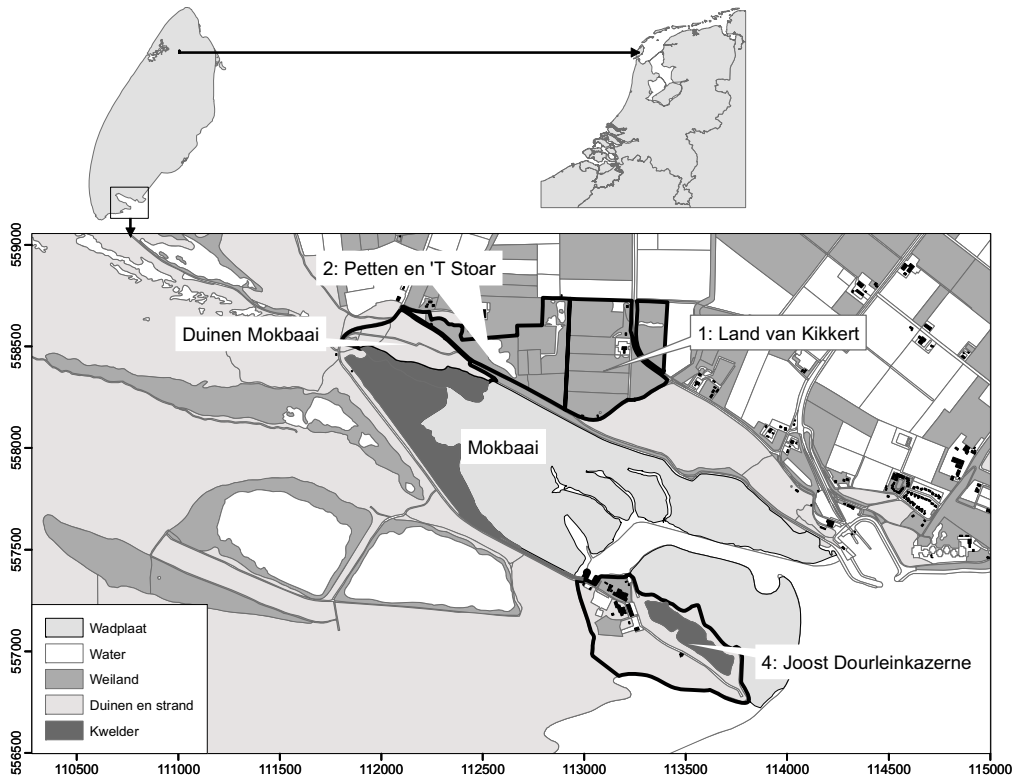 559000
2: Petten en 'T Stoar
Duinen Mokbaai
1: Land van Kikkert
558500
Mokbaai
558000
557500
4: Joost Dourleinkazerne
557000
556500
Wadplaat
Water
Weiland
Duinen en strand
Kwelder
110500 111000 111500 112000 112500 113000 113500 114000 114500 115000